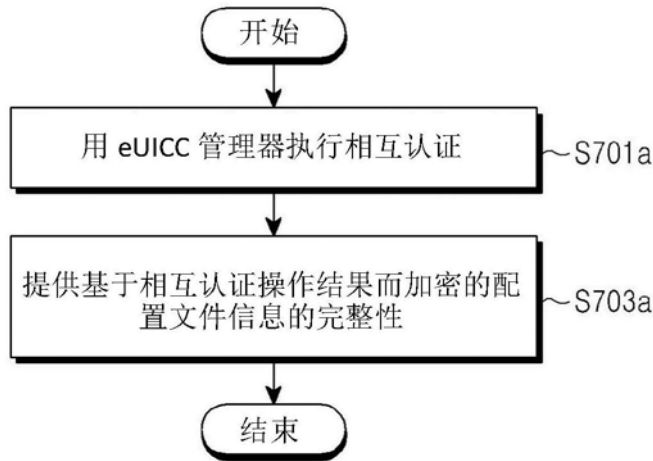 开始
用 eUICC 管理器执行相互认证
S701a
提供基于相互认证操作结果而加密的配
置文件信息的完整性
S703a
结束